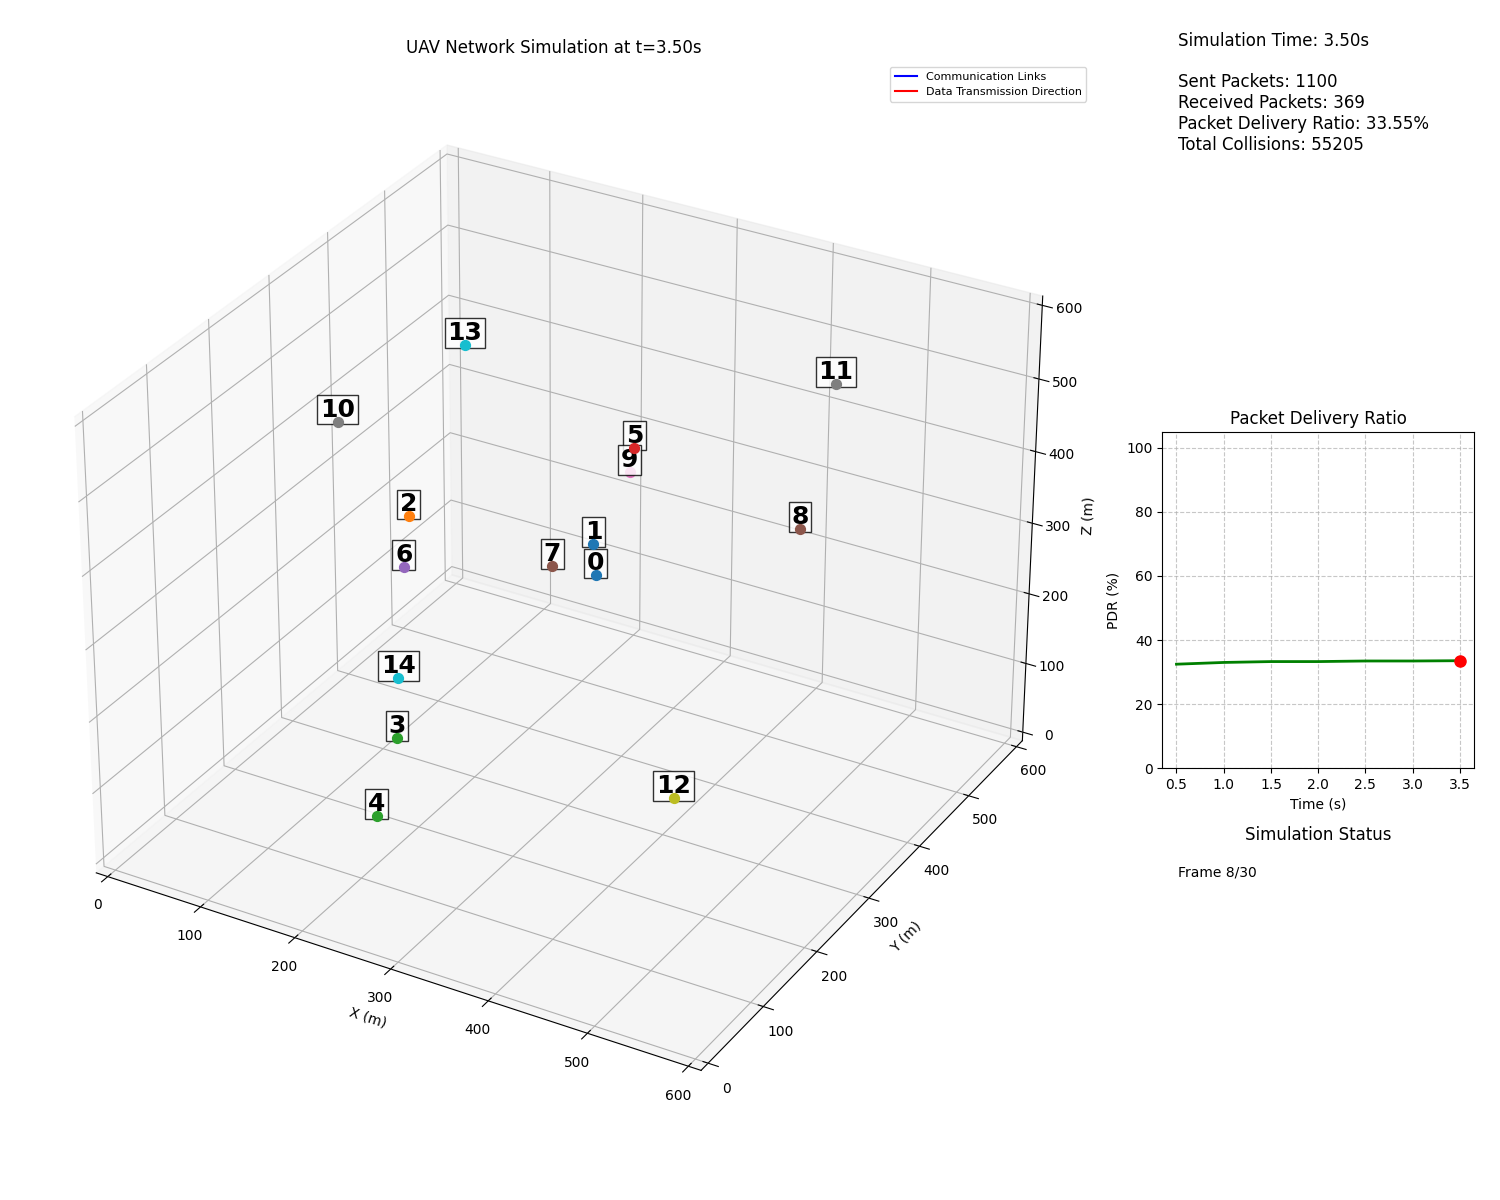 UAV Network Simulation at t=3.50s
Communication Links
Data Transmission Direction
Simulation Time: 3.50s
Sent Packets: 1100
Received Packets: 369
Packet Delivery Ratio: 33.55%
Total Collisions: 55205
13
11
10
5
9
2
8
1
6
7
0
14
3
12
4
600
500
400
300
200
100
0
Z (m)
600
500
400
300
200
100
0
Y (m)
0
100
200
300
400
500
600
X (m)
Packet Delivery Ratio
100
80
60
40
20
0
PDR (%)
0.5 1.0 1.5 2.0 2.5 3.0 3.5
Time (s)
Simulation Status
Frame 8/30